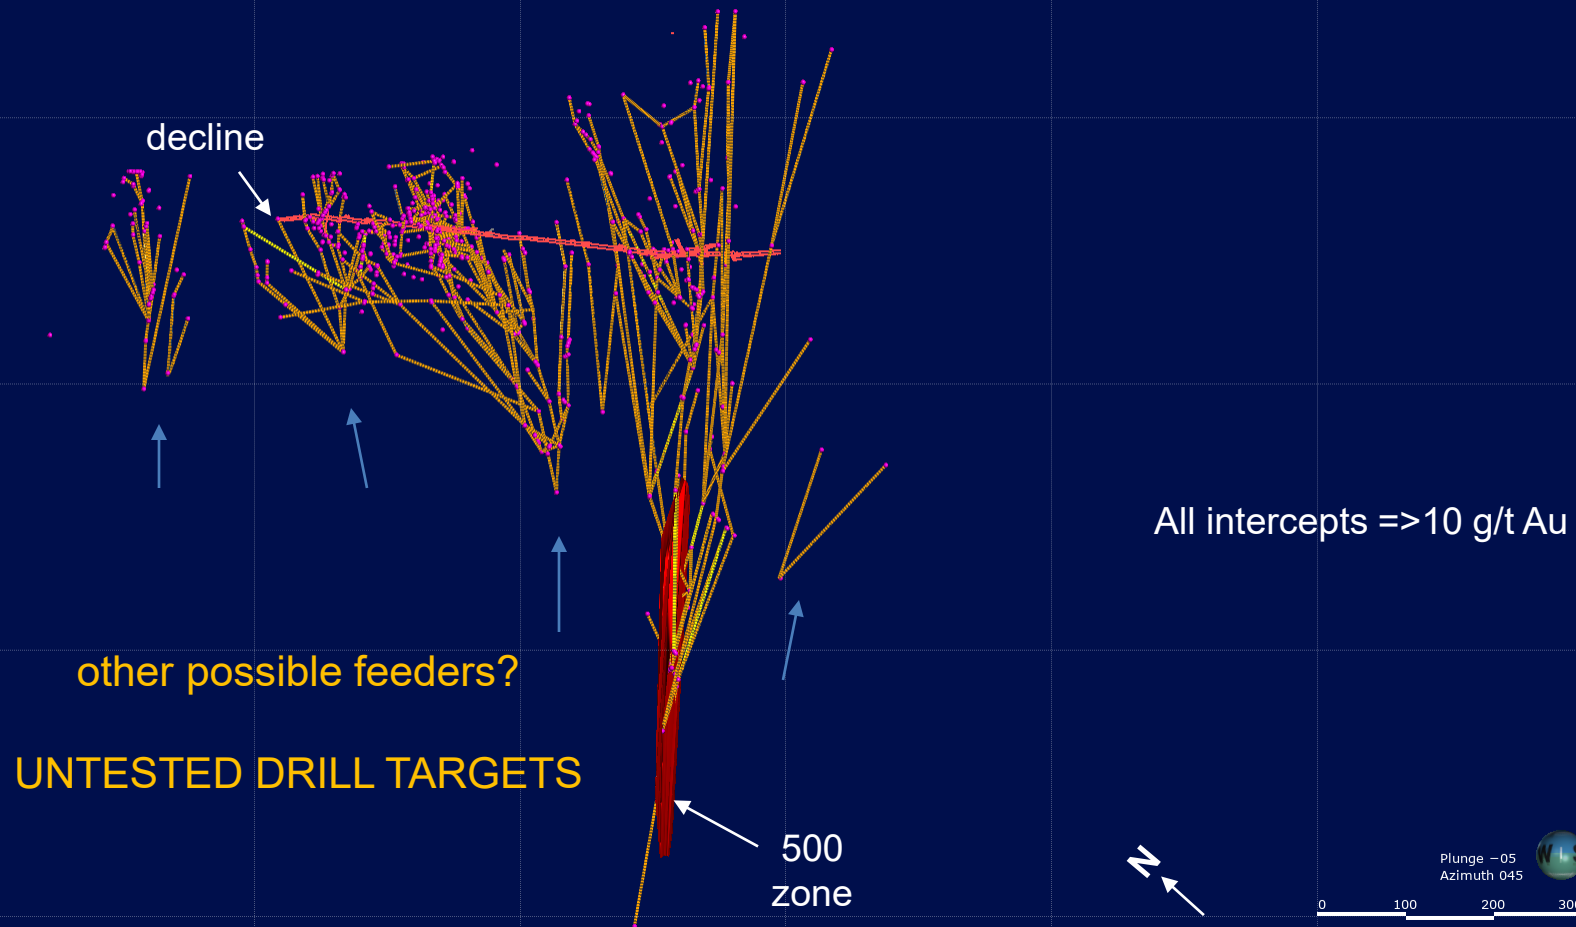 decline
All intercepts =>10 g/t Au
other possible feeders?
UNTESTED DRILL TARGETS
500
zone
N
Plunge −05
Azimuth 045
W
S
0 100 200 300